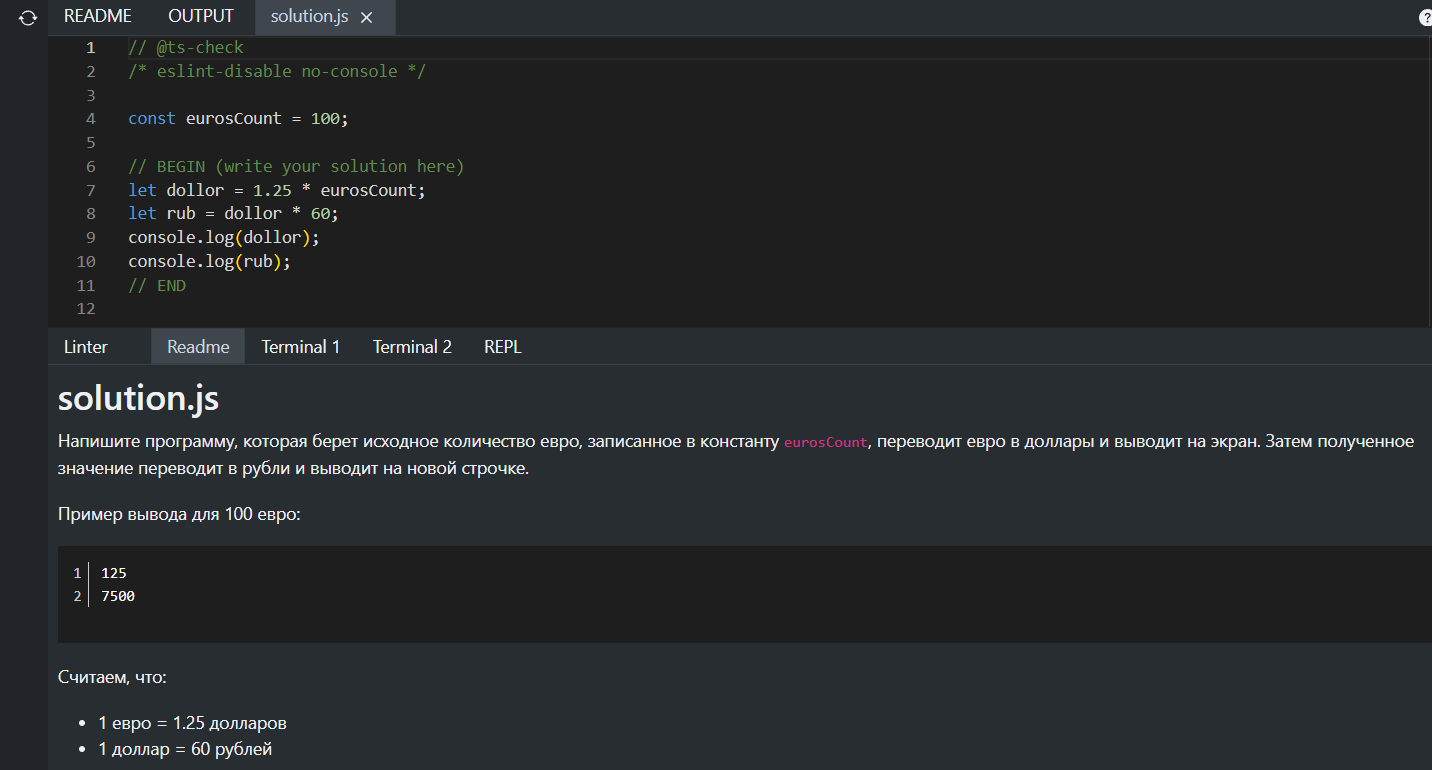 README OUTPUT solution.js ×
?
1 // @ts-check
2 /* eslint-disable no-console */
3
4 const eurosCount = 100;
5
6 // BEGIN (write your solution here)
7 let dollor = 1.25 * eurosCount;
8 let rub = dollor * 60;
9 console.log(dollor);
10 console.log(rub);
11 // END
12
Linter Readme Terminal 1 Terminal 2 REPL
solution.js
Напишите программу, которая берет исходное количество евро, записанное в константу eurosCount, переводит евро в доллары и выводит на экран. Затем полученное
значение переводит в рубли и выводит на новой строчке.
Пример вывода для 100 евро:
1 125
2 7500
Считаем, что:
• 1 евро = 1.25 долларов
• 1 доллар = 60 рублей